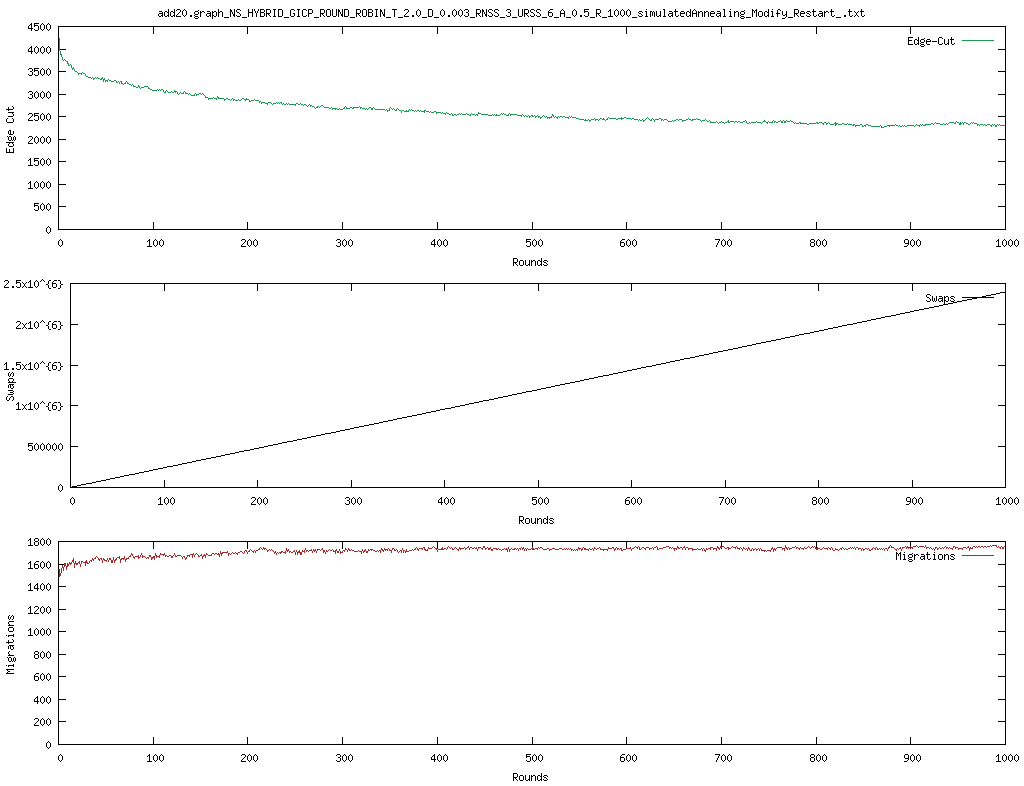 add20.graph_NS_HYBRID_GICP_ROUND_ROBIN_T_2.0_D_0.003_RNSS_3_URSS_6_A_0.5_R_1000_simulatedAnnealing_Modify_Restart_.txt
4500
4000
3500
3000
2500
2000
1500
1000
500
0
Edge Cut
Edge-Cut
0 100 200 300 400 500 600 700 800 900 1000
Rounds
2.5x10^{6}
2x10^{6}
1.5x10^{6}
1x10^{6}
500000
0
Swaps
Swaps
0 100 200 300 400 500 600 700 800 900 1000
Rounds
1800
1600
1400
1200
1000
800
600
400
200
0
Migrations
Migrations
0 100 200 300 400 500 600 700 800 900 1000
Rounds